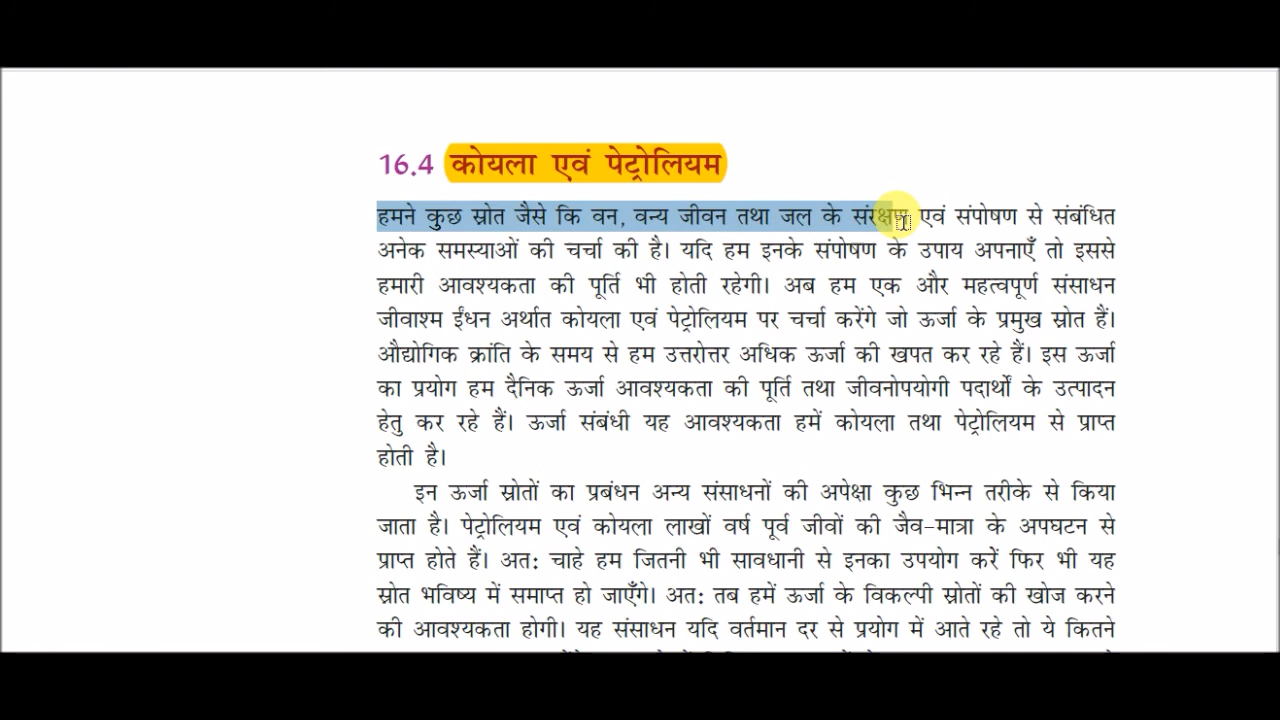 16.4 कोयला एवं पेट्रोलियम
हमने कुछ स्रोत जैसे कि वन, वन्य जीवन तथा जल के संरक्षण एवं संपोषण से संबंधित
अनेक समस्याओं की चर्चा की है। यदि हम इनके संपोषण के उपाय अपनाएँ तो इससे
हमारी आवश्यकता की पूर्ति भी होती रहेगी। अब हम एक और महत्वपूर्ण संसाधन
जीवाश्म ईंधन अर्थात कोयला एवं पेट्रोलियम पर चर्चा करेंगे जो ऊर्जा के प्रमुख स्रोत हैं।
औद्योगिक क्रांति के समय से हम उत्तरोत्तर अधिक ऊर्जा की खपत कर रहे हैं। इस ऊर्जा
का प्रयोग हम दैनिक ऊर्जा आवश्यकता की पूर्ति तथा जीवनोपयोगी पदार्थों के उत्पादन
हेतु कर रहे हैं। ऊर्जा संबंधी यह आवश्यकता हमें कोयला तथा पेट्रोलियम से प्राप्त
होती है।
इन ऊर्जा स्रोतों का प्रबंधन अन्य संसाधनों की अपेक्षा कुछ भिन्न तरीके से किया
जाता है। पेट्रोलियम एवं कोयला लाखों वर्ष पूर्व जीवों की जैव-मात्रा के अपघटन से
प्राप्त होते हैं। अत: चाहे हम जितनी भी सावधानी से इनका उपयोग करें फिर भी यह
स्रोत भविष्य में समाप्त हो जाएँगे। अत: तब हमें ऊर्जा के विकल्पी स्रोतों की खोज करने
की आवश्यकता होगी। यह संसाधन यदि वर्तमान दर से प्रयोग में आते रहे तो ये कितने